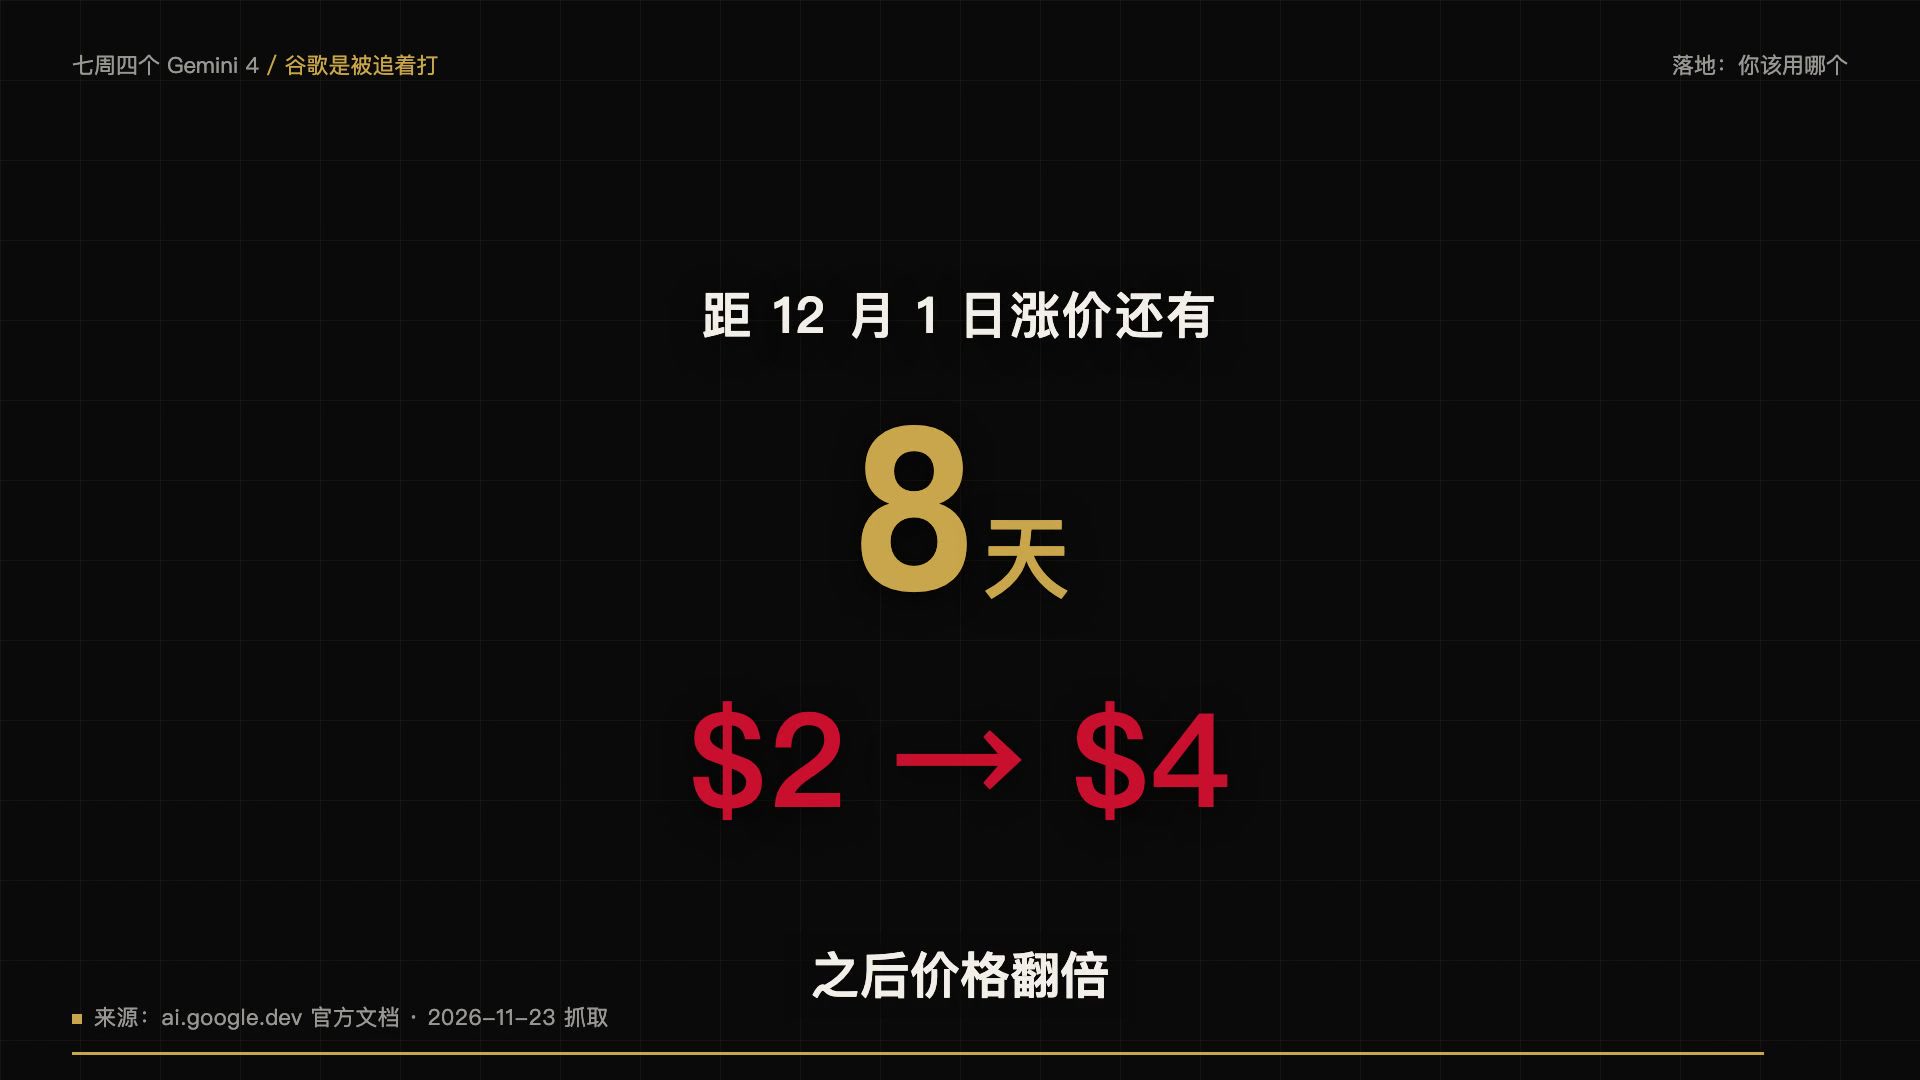 七周四个 Gemini 4 / 谷歌是被追着打
落地：你该用哪个
距 12 月 1 日涨价还有
8天
$2 → $4
之后价格翻倍
来源：ai.google.dev 官方文档 · 2026-11-23 抓取